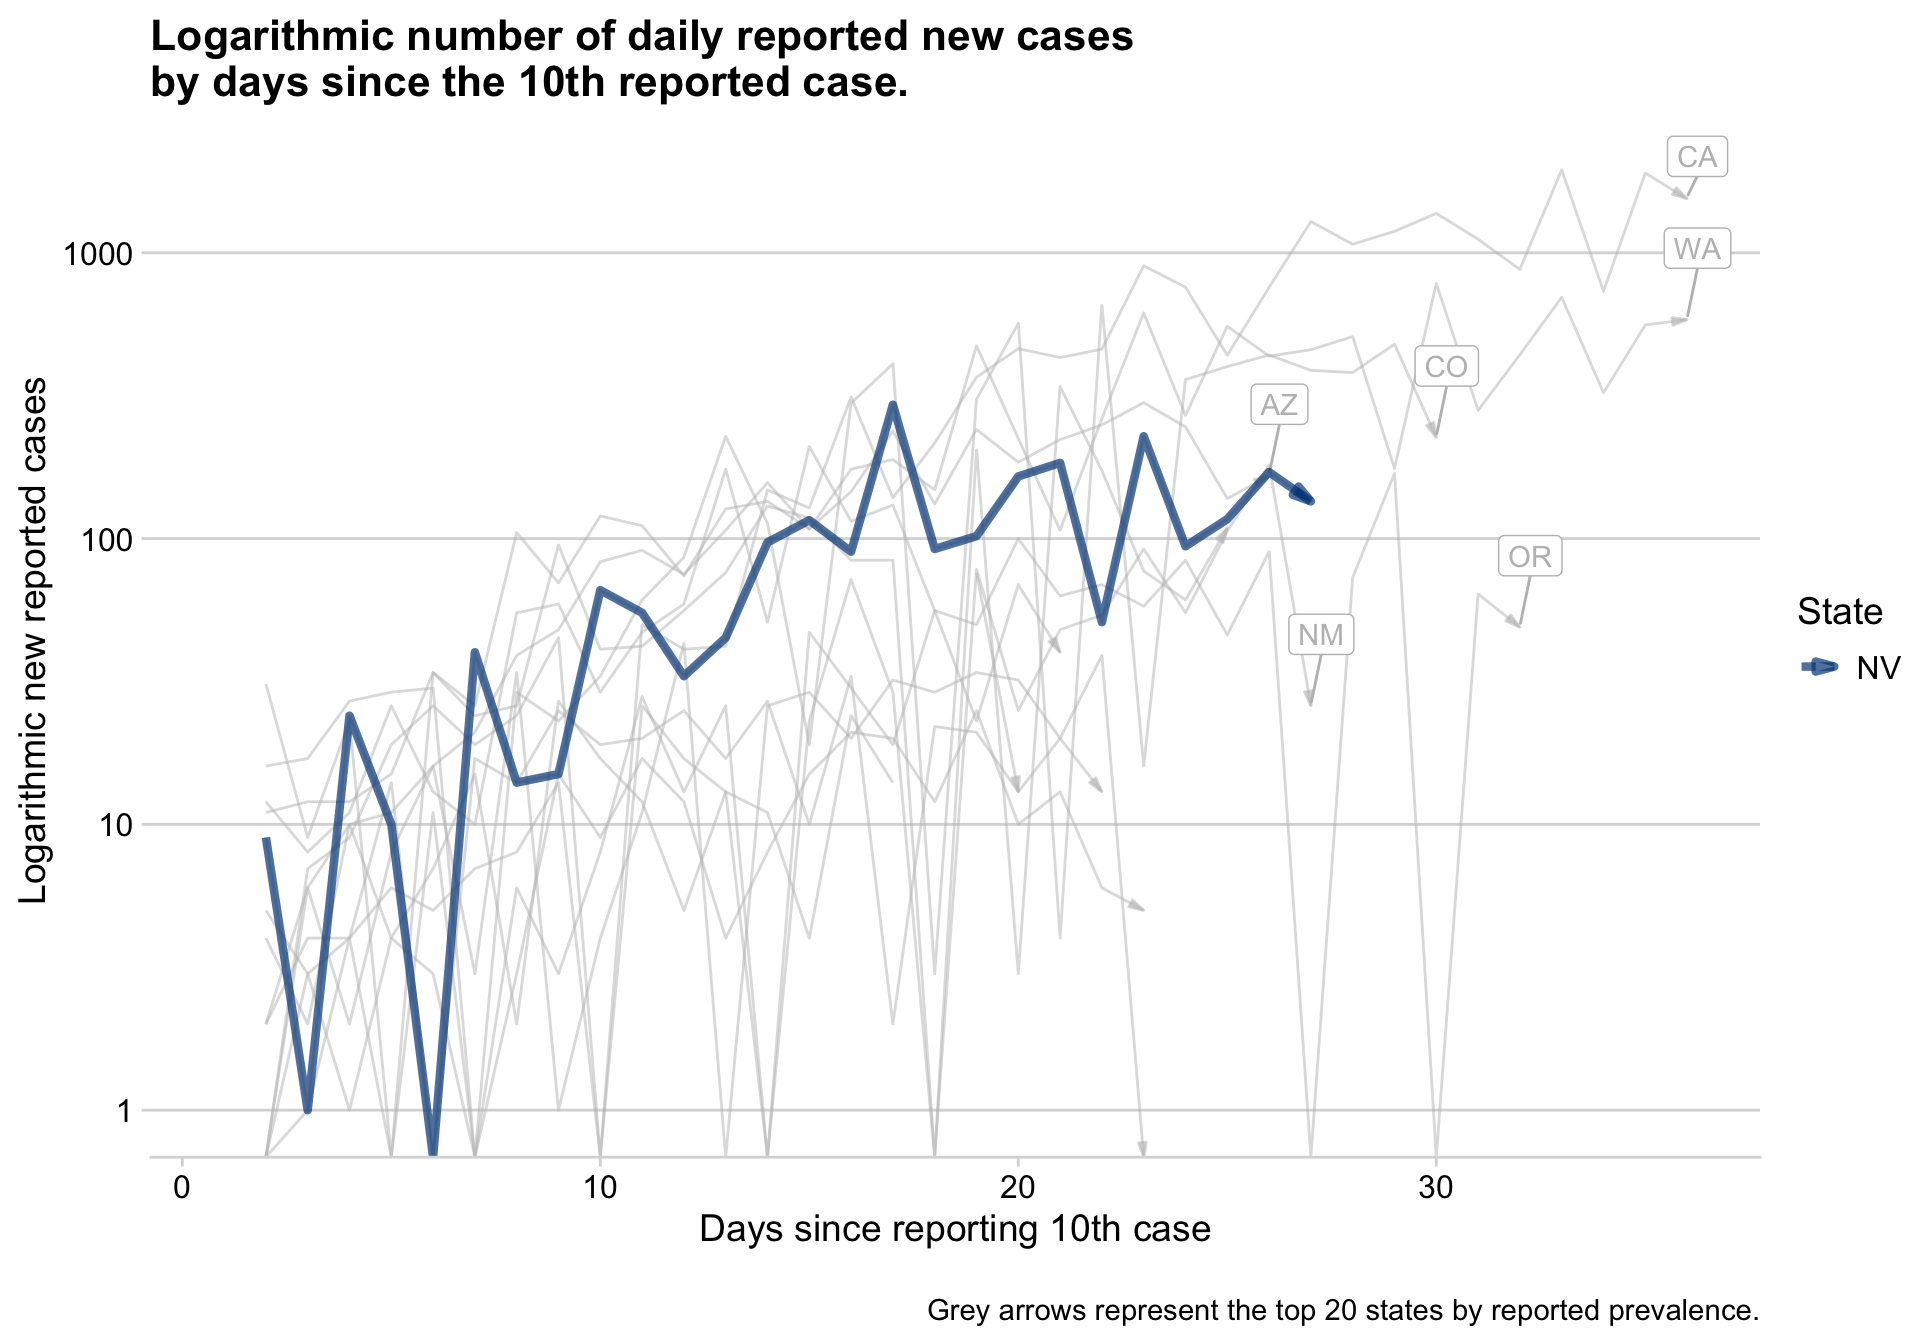 Logarithmic number of daily reported new cases
by days since the 10th reported case.
CA
WA
CO
AZ
OR
NM
1000
100
10
1
Logarithmic new reported cases
0
10
20
30
Days since reporting 10th case
State
NV
Grey arrows represent the top 20 states by reported prevalence.